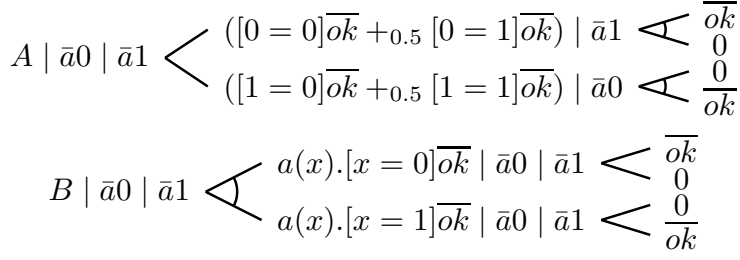 A | ā0 | ā1
([0 = 0]o̅k̅ +₀.₅ [0 = 1]o̅k̅) | ā1
o̅k̅
0
([1 = 0]o̅k̅ +₀.₅ [1 = 1]o̅k̅) | ā0
0
o̅k̅
B | ā0 | ā1
a(x).[x = 0]o̅k̅ | ā0 | ā1
o̅k̅
0
a(x).[x = 1]o̅k̅ | ā0 | ā1
0
o̅k̅